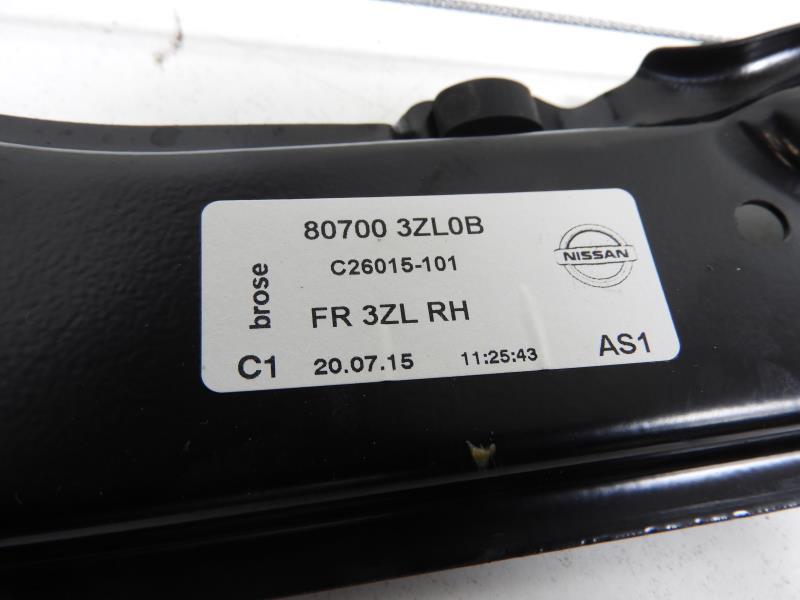 80700 3ZL0B
C26015-101
NISSAN
brose
FR 3ZL RH
C1 20.07.15 11:25:43 AS1